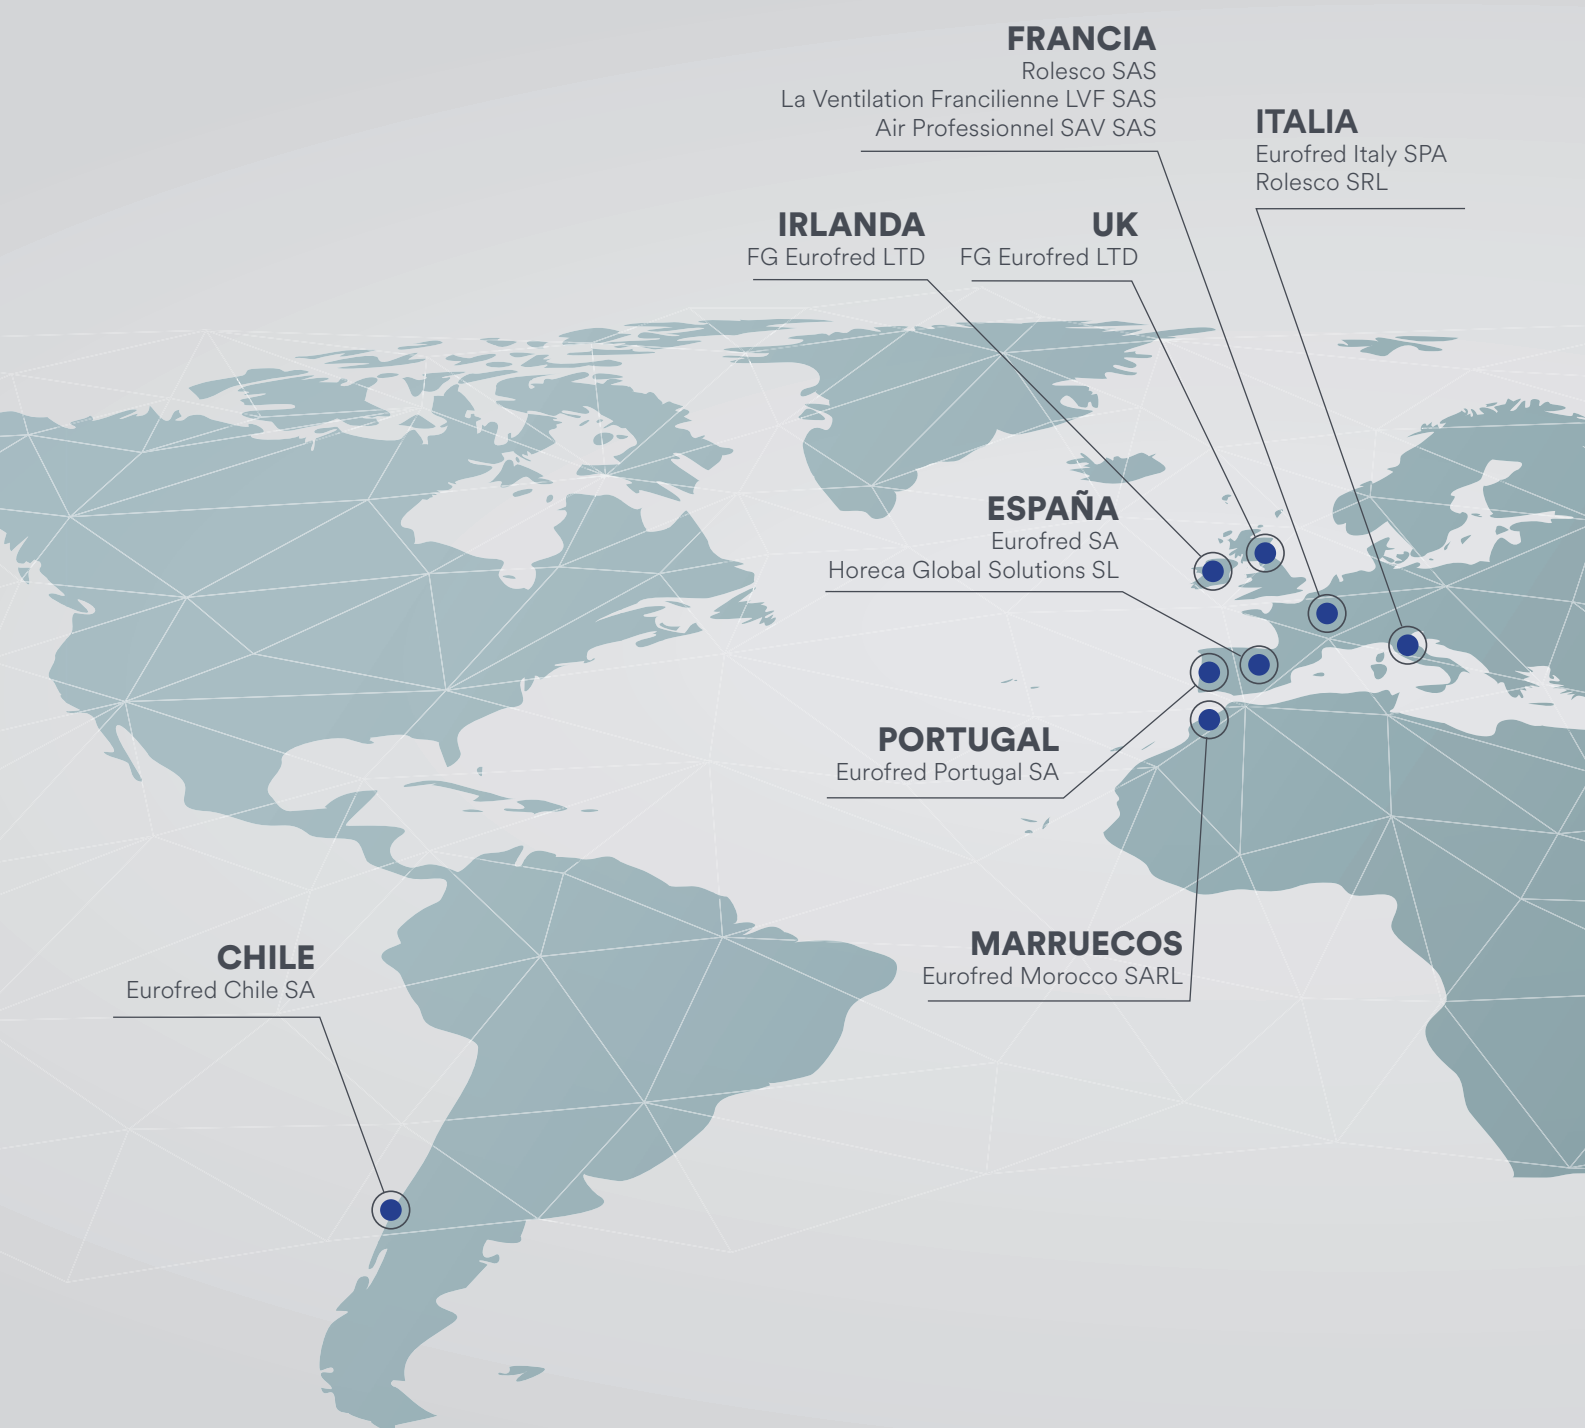 FRANCIA
Rolesco SAS
La Ventilation Francilienne LVF SAS
Air Professionnel SAV SAS
ITALIA
Eurofred Italy SPA
Rolesco SRL
IRLANDA
FG Eurofred LTD
UK
FG Eurofred LTD
ESPAÑA
Eurofred SA
Horeca Global Solutions SL
PORTUGAL
Eurofred Portugal SA
MARRUECOS
Eurofred Morocco SARL
CHILE
Eurofred Chile SA